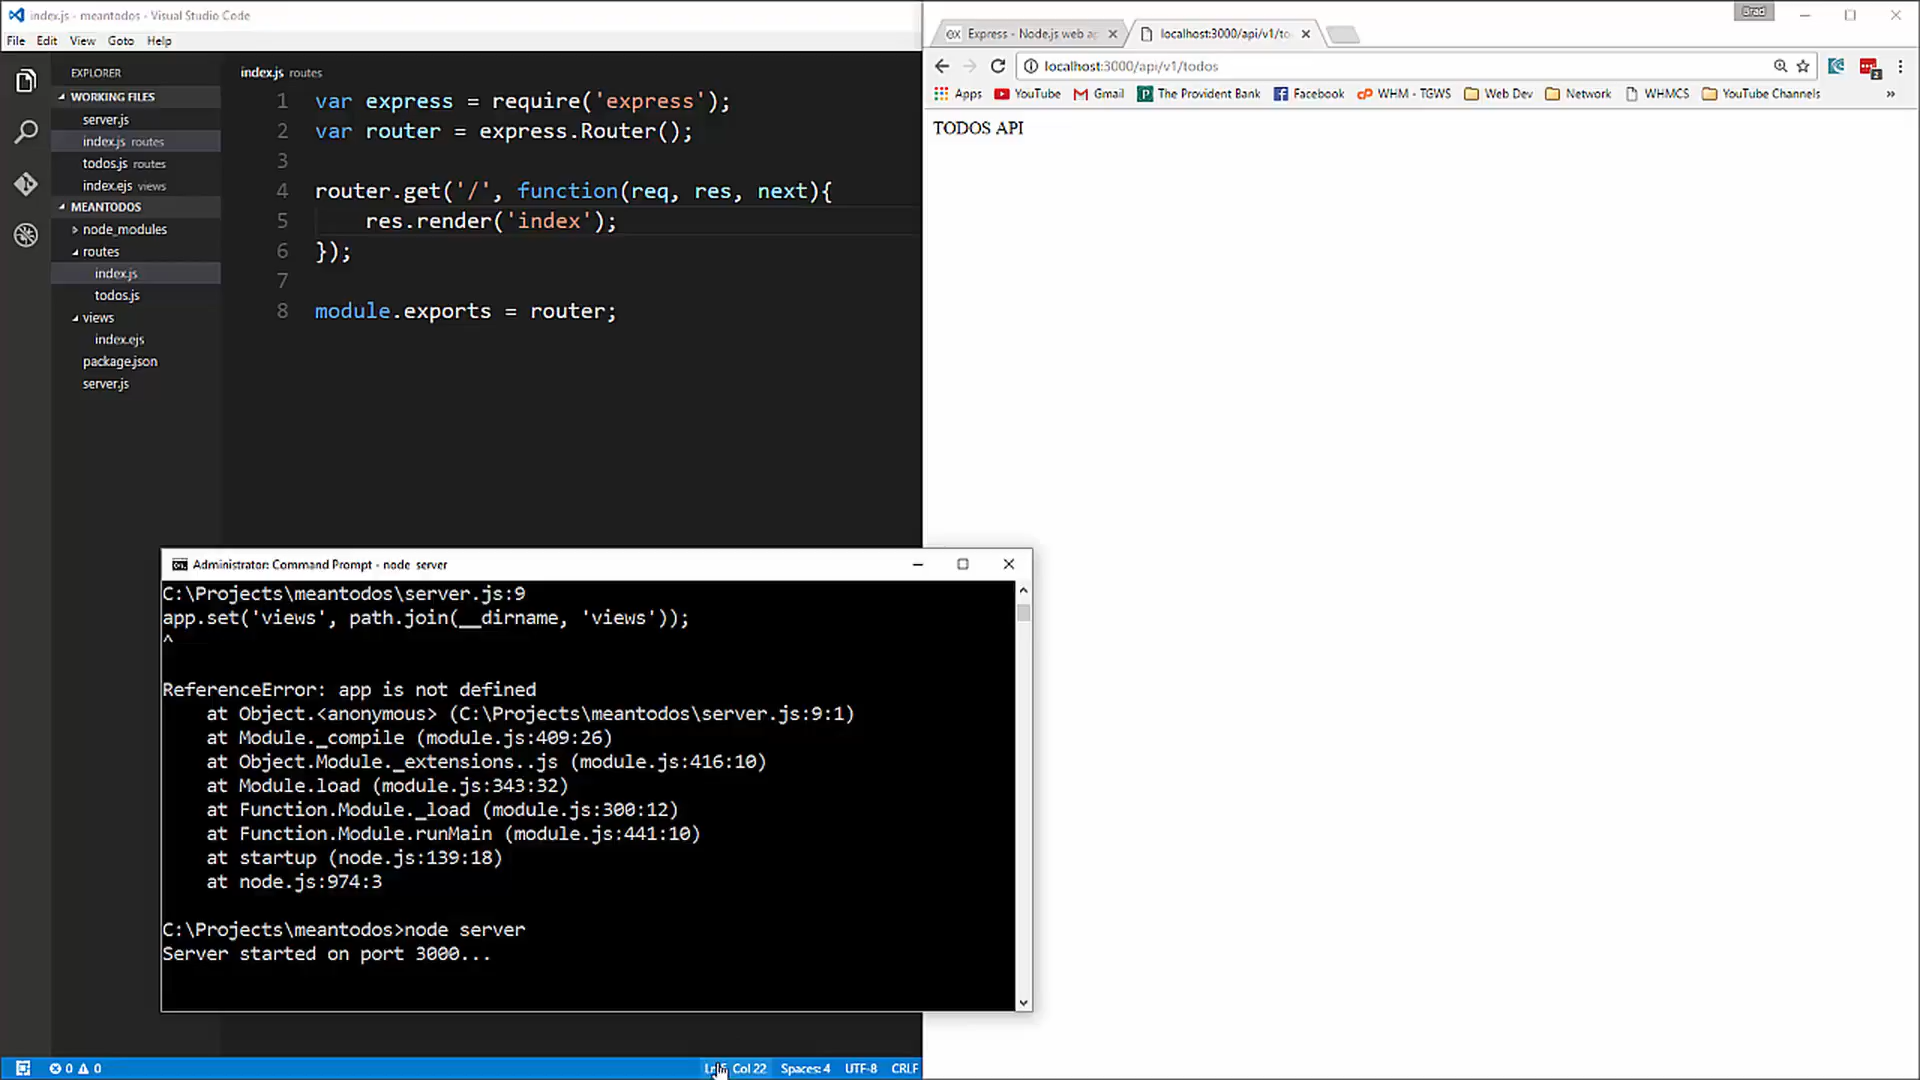 index.js - meantodos - Visual Studio Code
File Edit View Goto Help
EXPLORER
WORKING FILES
server.js
index.js routes
todos.js routes
index.ejs views
MEANTODOS
node_modules
routes
index.js
todos.js
views
index.ejs
package.json
server.js
index.js routes
1 var express = require('express');
2 var router = express.Router();
3
4 router.get('/', function(req, res, next){
5 res.render('index');
6 });
7
8 module.exports = router;
Brad
Express - Node.js web ap
localhost:3000/api/v1/to
localhost:3000/api/v1/todos
2
Apps YouTube Gmail The Provident Bank Facebook WHM - TGWS Web Dev Network WHMCS YouTube Channels »
TODOS API
Administrator: Command Prompt - node server
C:\Projects\meantodos\server.js:9
app.set('views', path.join(__dirname, 'views'));
^
ReferenceError: app is not defined
at Object.<anonymous> (C:\Projects\meantodos\server.js:9:1)
at Module._compile (module.js:409:26)
at Object.Module._extensions..js (module.js:416:10)
at Module.load (module.js:343:32)
at Function.Module._load (module.js:300:12)
at Function.Module.runMain (module.js:441:10)
at startup (node.js:139:18)
at node.js:974:3
C:\Projects\meantodos>node server
Server started on port 3000...
0 0
Col 22 Spaces: 4 UTF-8 CRLF